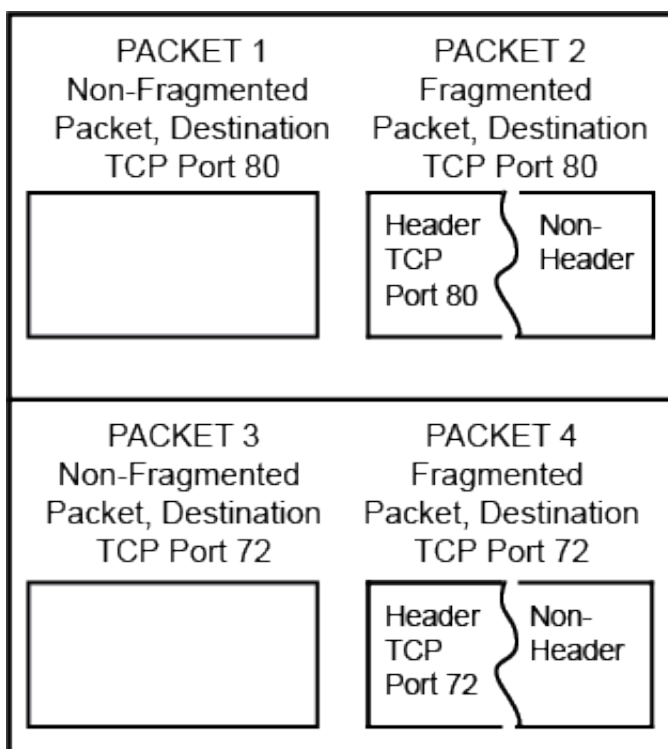 PACKET 1
Non-Fragmented
Packet, Destination
TCP Port 80
PACKET 2
Fragmented
Packet, Destination
TCP Port 80
Header
TCP
Port 80
Non-
Header
PACKET 3
Non-Fragmented
Packet, Destination
TCP Port 72
PACKET 4
Fragmented
Packet, Destination
TCP Port 72
Header
TCP
Port 72
Non-
Header